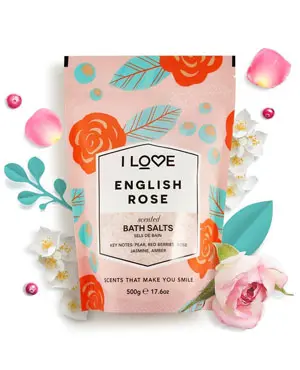 I LOVE
ENGLISH
ROSE
scented
BATH SALTS
SELS DE BAIN
KEY NOTES: PEAR, RED BERRIES, ROSE
JASMINE, AMBER
SCENTS THAT MAKE YOU SMILE
500g ℮ 17.6oz